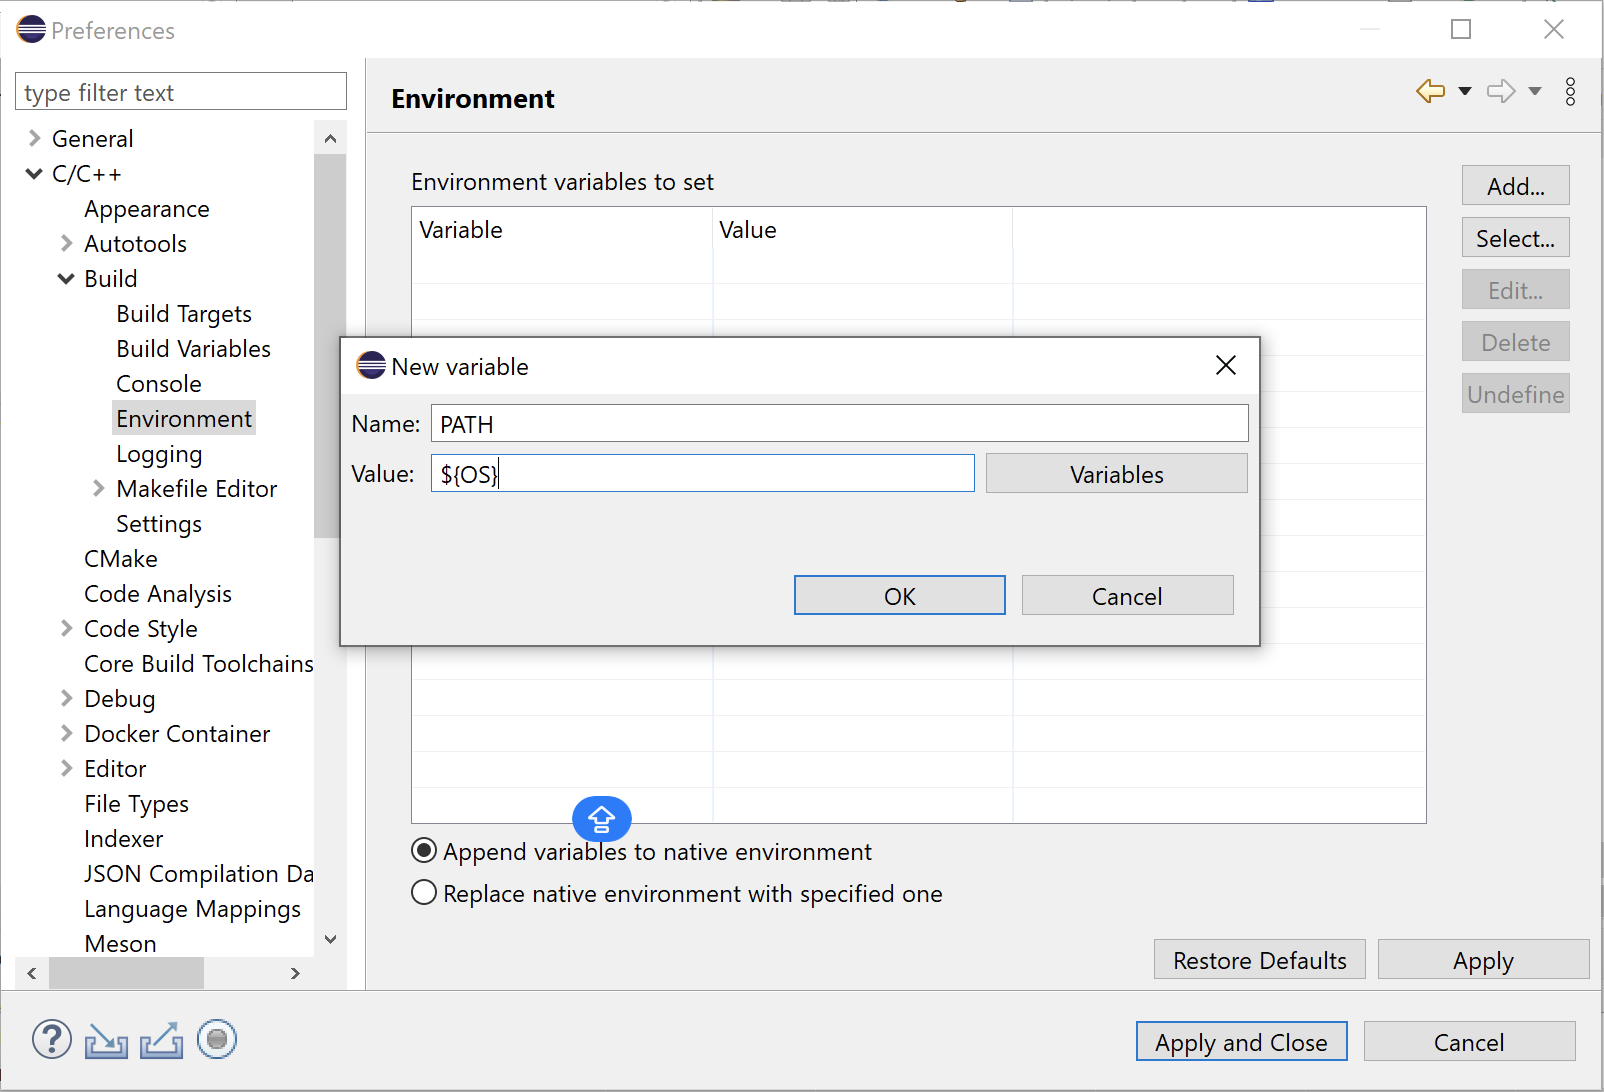 Preferences
type filter text
General
C/C++
Appearance
Autotools
Build
Build Targets
Build Variables
Console
Environment
Logging
Makefile Editor
Settings
CMake
Code Analysis
Code Style
Core Build Toolchains
Debug
Docker Container
Editor
File Types
Indexer
JSON Compilation Da
Language Mappings
Meson
Environment
Environment variables to set
Variable Value
Add...
Select...
Edit...
Delete
Undefine
New variable
Name: PATH
Value: ${OS} Variables
OK Cancel
Append variables to native environment
Replace native environment with specified one
Restore Defaults Apply
Apply and Close Cancel